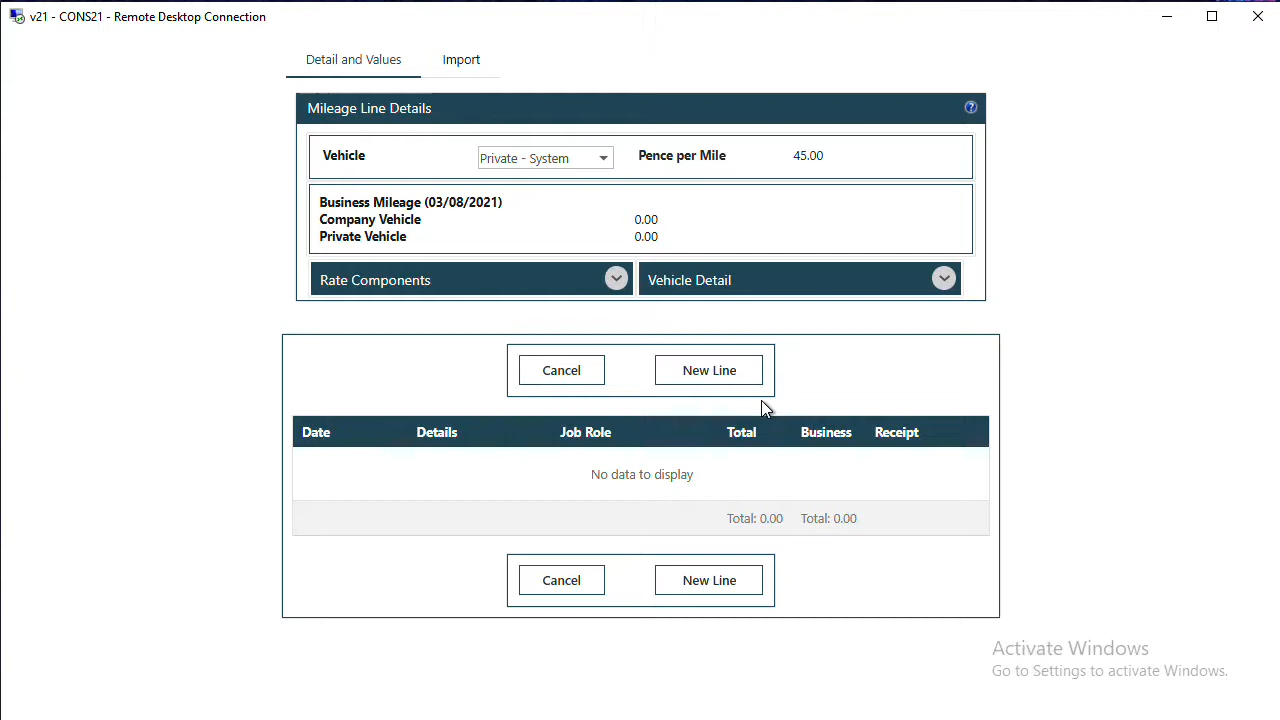 v21 - CONS21 - Remote Desktop Connection
Detail and Values Import
Mileage Line Details
Vehicle Private - System Pence per Mile 45.00
Business Mileage (03/08/2021)
Company Vehicle 0.00
Private Vehicle 0.00
Rate Components Vehicle Detail
Cancel New Line
Date Details Job Role Total Business Receipt
No data to display
Total: 0.00 Total: 0.00
Cancel New Line
Activate Windows
Go to Settings to activate Windows.